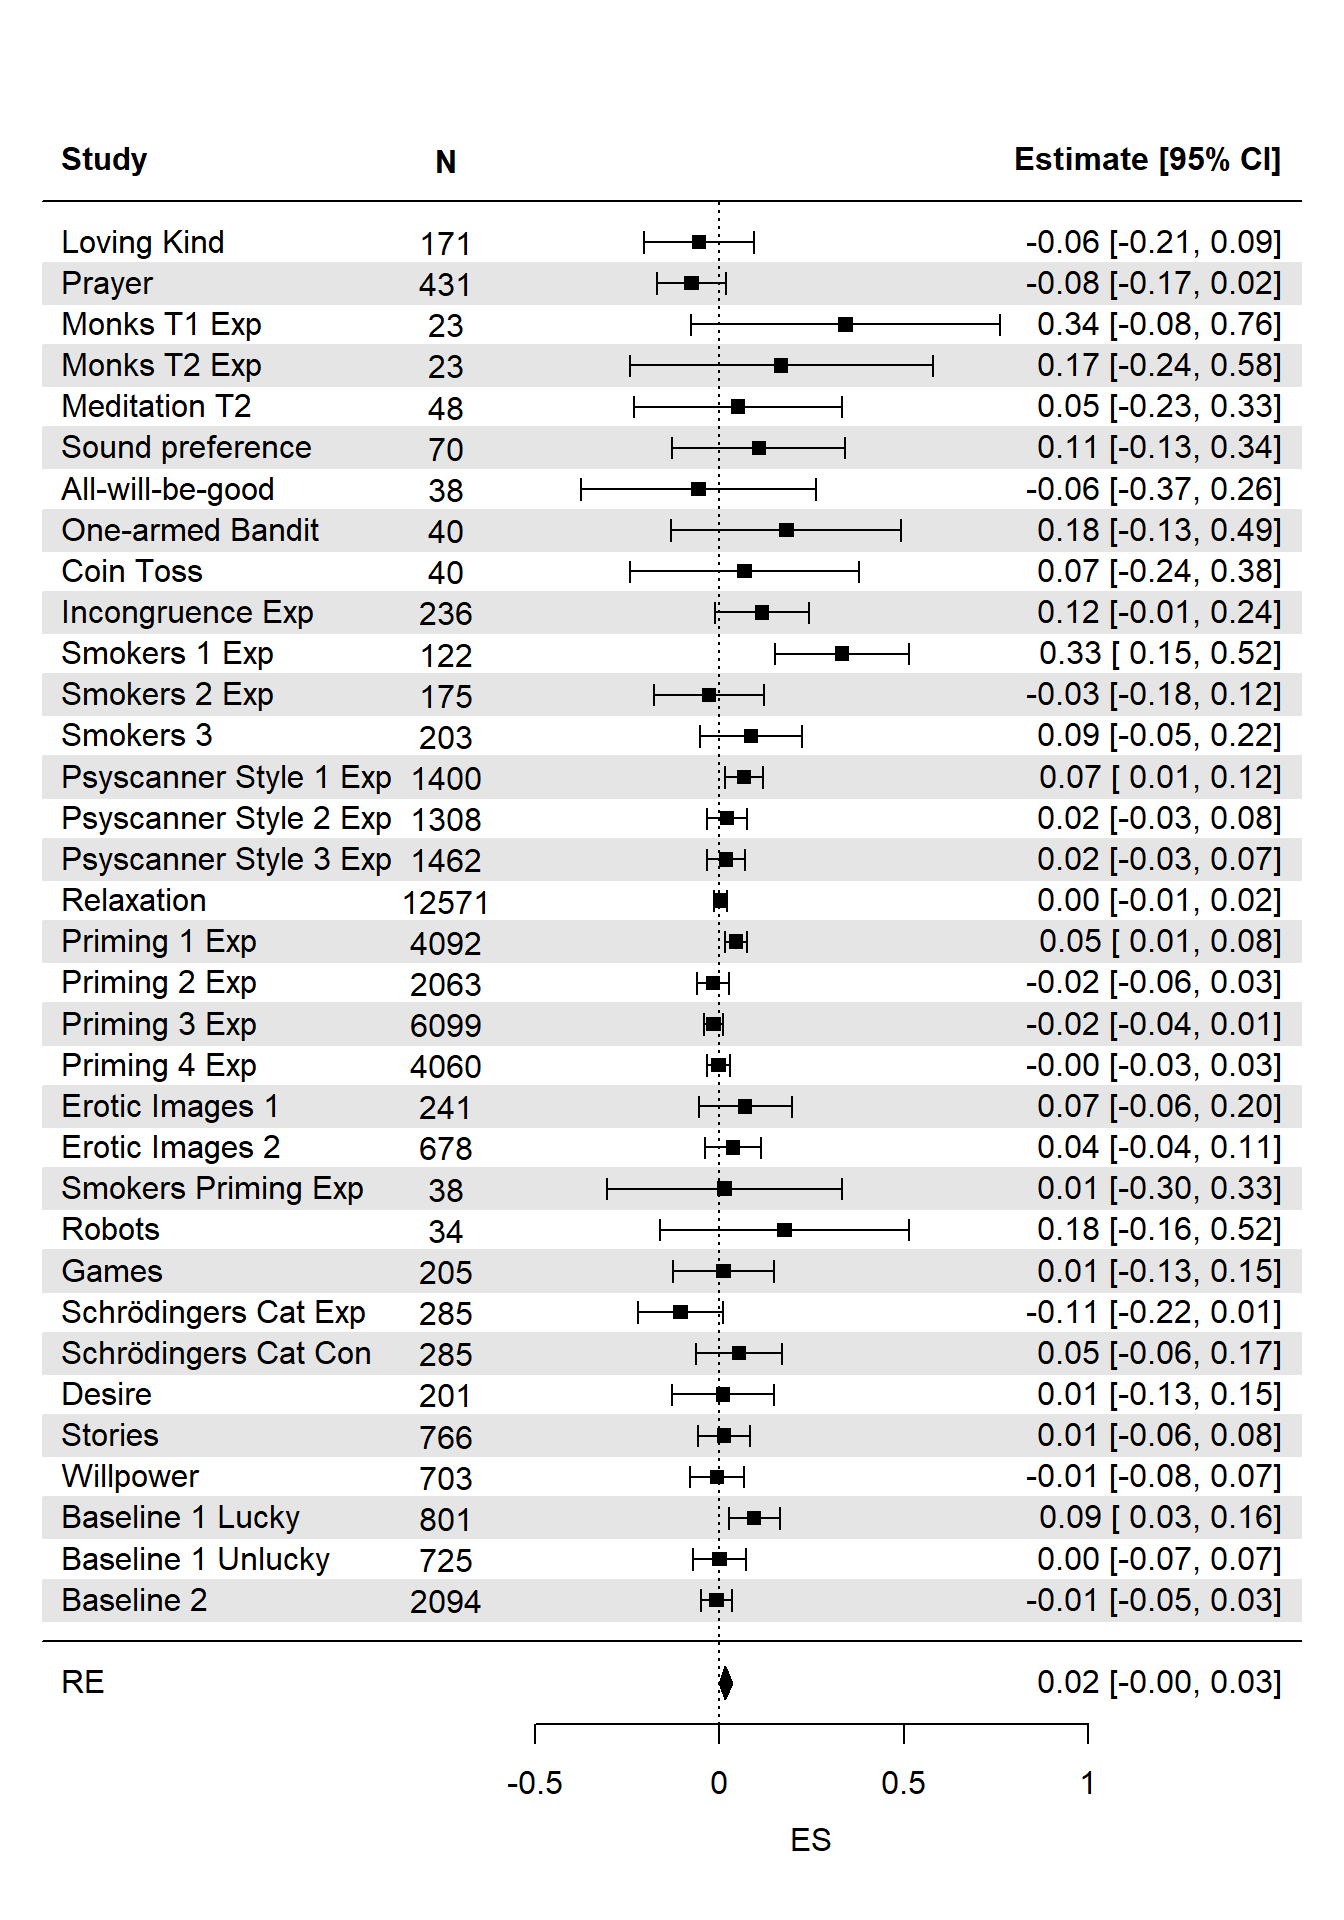 Study N Estimate [95% CI]
Loving Kind 171 -0.06 [-0.21, 0.09]
Prayer 431 -0.08 [-0.17, 0.02]
Monks T1 Exp 23 0.34 [-0.08, 0.76]
Monks T2 Exp 23 0.17 [-0.24, 0.58]
Meditation T2 48 0.05 [-0.23, 0.33]
Sound preference 70 0.11 [-0.13, 0.34]
All-will-be-good 38 -0.06 [-0.37, 0.26]
One-armed Bandit 40 0.18 [-0.13, 0.49]
Coin Toss 40 0.07 [-0.24, 0.38]
Incongruence Exp 236 0.12 [-0.01, 0.24]
Smokers 1 Exp 122 0.33 [ 0.15, 0.52]
Smokers 2 Exp 175 -0.03 [-0.18, 0.12]
Smokers 3 203 0.09 [-0.05, 0.22]
Psyscanner Style 1 Exp 1400 0.07 [ 0.01, 0.12]
Psyscanner Style 2 Exp 1308 0.02 [-0.03, 0.08]
Psyscanner Style 3 Exp 1462 0.02 [-0.03, 0.07]
Relaxation 12571 0.00 [-0.01, 0.02]
Priming 1 Exp 4092 0.05 [ 0.01, 0.08]
Priming 2 Exp 2063 -0.02 [-0.06, 0.03]
Priming 3 Exp 6099 -0.02 [-0.04, 0.01]
Priming 4 Exp 4060 -0.00 [-0.03, 0.03]
Erotic Images 1 241 0.07 [-0.06, 0.20]
Erotic Images 2 678 0.04 [-0.04, 0.11]
Smokers Priming Exp 38 0.01 [-0.30, 0.33]
Robots 34 0.18 [-0.16, 0.52]
Games 205 0.01 [-0.13, 0.15]
Schrödingers Cat Exp 285 -0.11 [-0.22, 0.01]
Schrödingers Cat Con 285 0.05 [-0.06, 0.17]
Desire 201 0.01 [-0.13, 0.15]
Stories 766 0.01 [-0.06, 0.08]
Willpower 703 -0.01 [-0.08, 0.07]
Baseline 1 Lucky 801 0.09 [ 0.03, 0.16]
Baseline 1 Unlucky 725 0.00 [-0.07, 0.07]
Baseline 2 2094 -0.01 [-0.05, 0.03]
RE 0.02 [-0.00, 0.03]
-0.5 0 0.5 1
ES